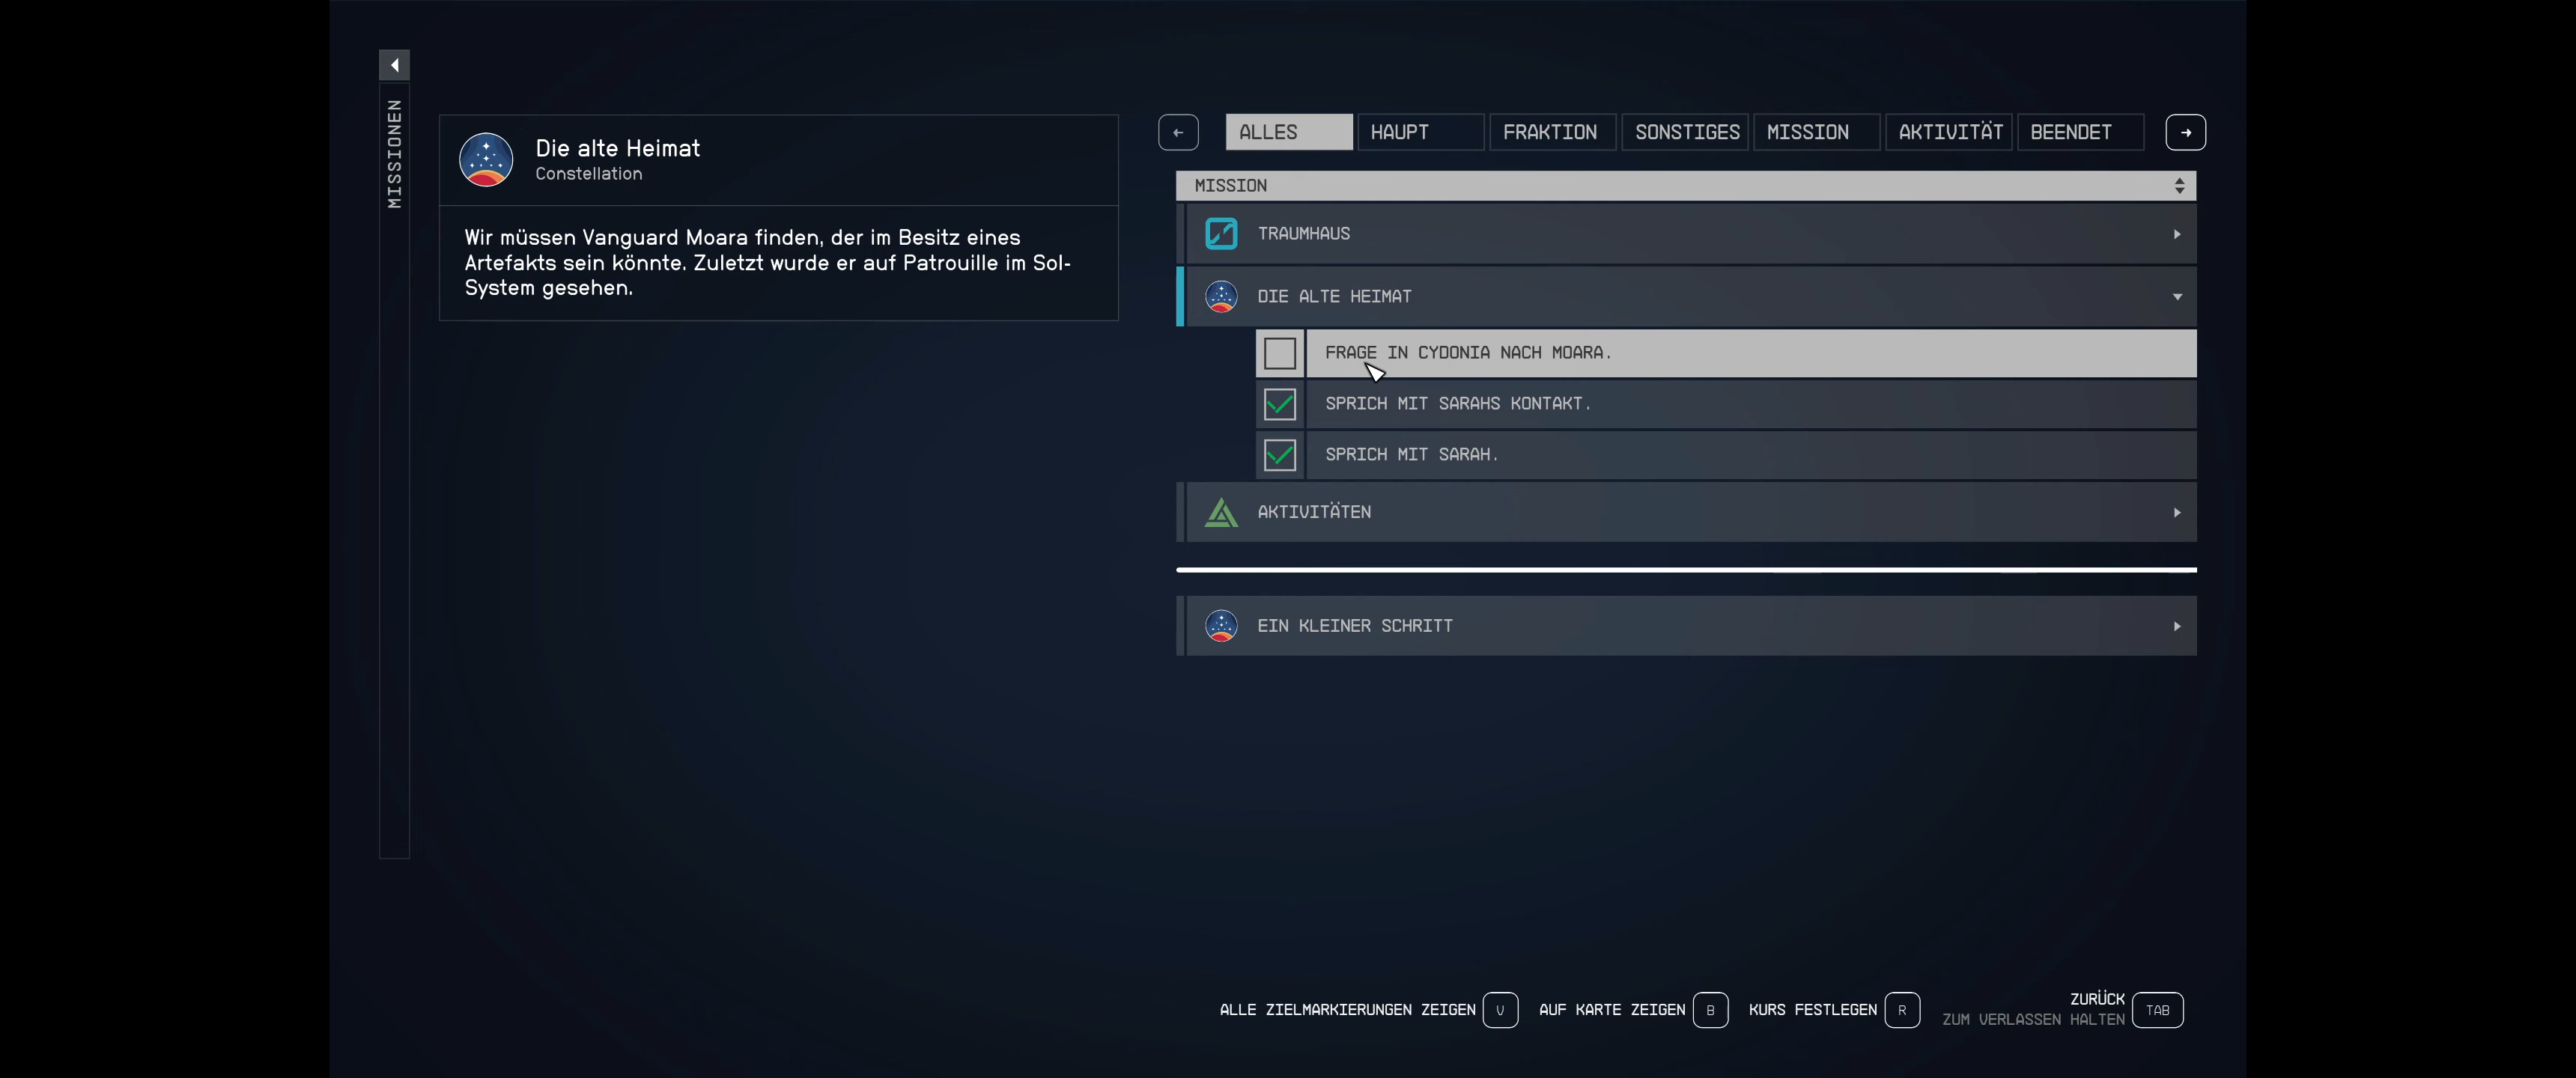 MISSIONEN
Die alte Heimat
Constellation
Wir müssen Vanguard Moara finden, der im Besitz eines
Artefakts sein könnte. Zuletzt wurde er auf Patrouille im Sol-
System gesehen.
ALLES HAUPT FRAKTION SONSTIGES MISSION AKTIVITÄT BEENDET
MISSION
TRAUMHAUS
DIE ALTE HEIMAT
FRAGE IN CYDONIA NACH MOARA.
SPRICH MIT SARAHS KONTAKT.
SPRICH MIT SARAH.
AKTIVITÄTEN
EIN KLEINER SCHRITT
ALLE ZIELMARKIERUNGEN ZEIGEN V AUF KARTE ZEIGEN B KURS FESTLEGEN R ZURÜCK
ZUM VERLASSEN HALTEN TAB